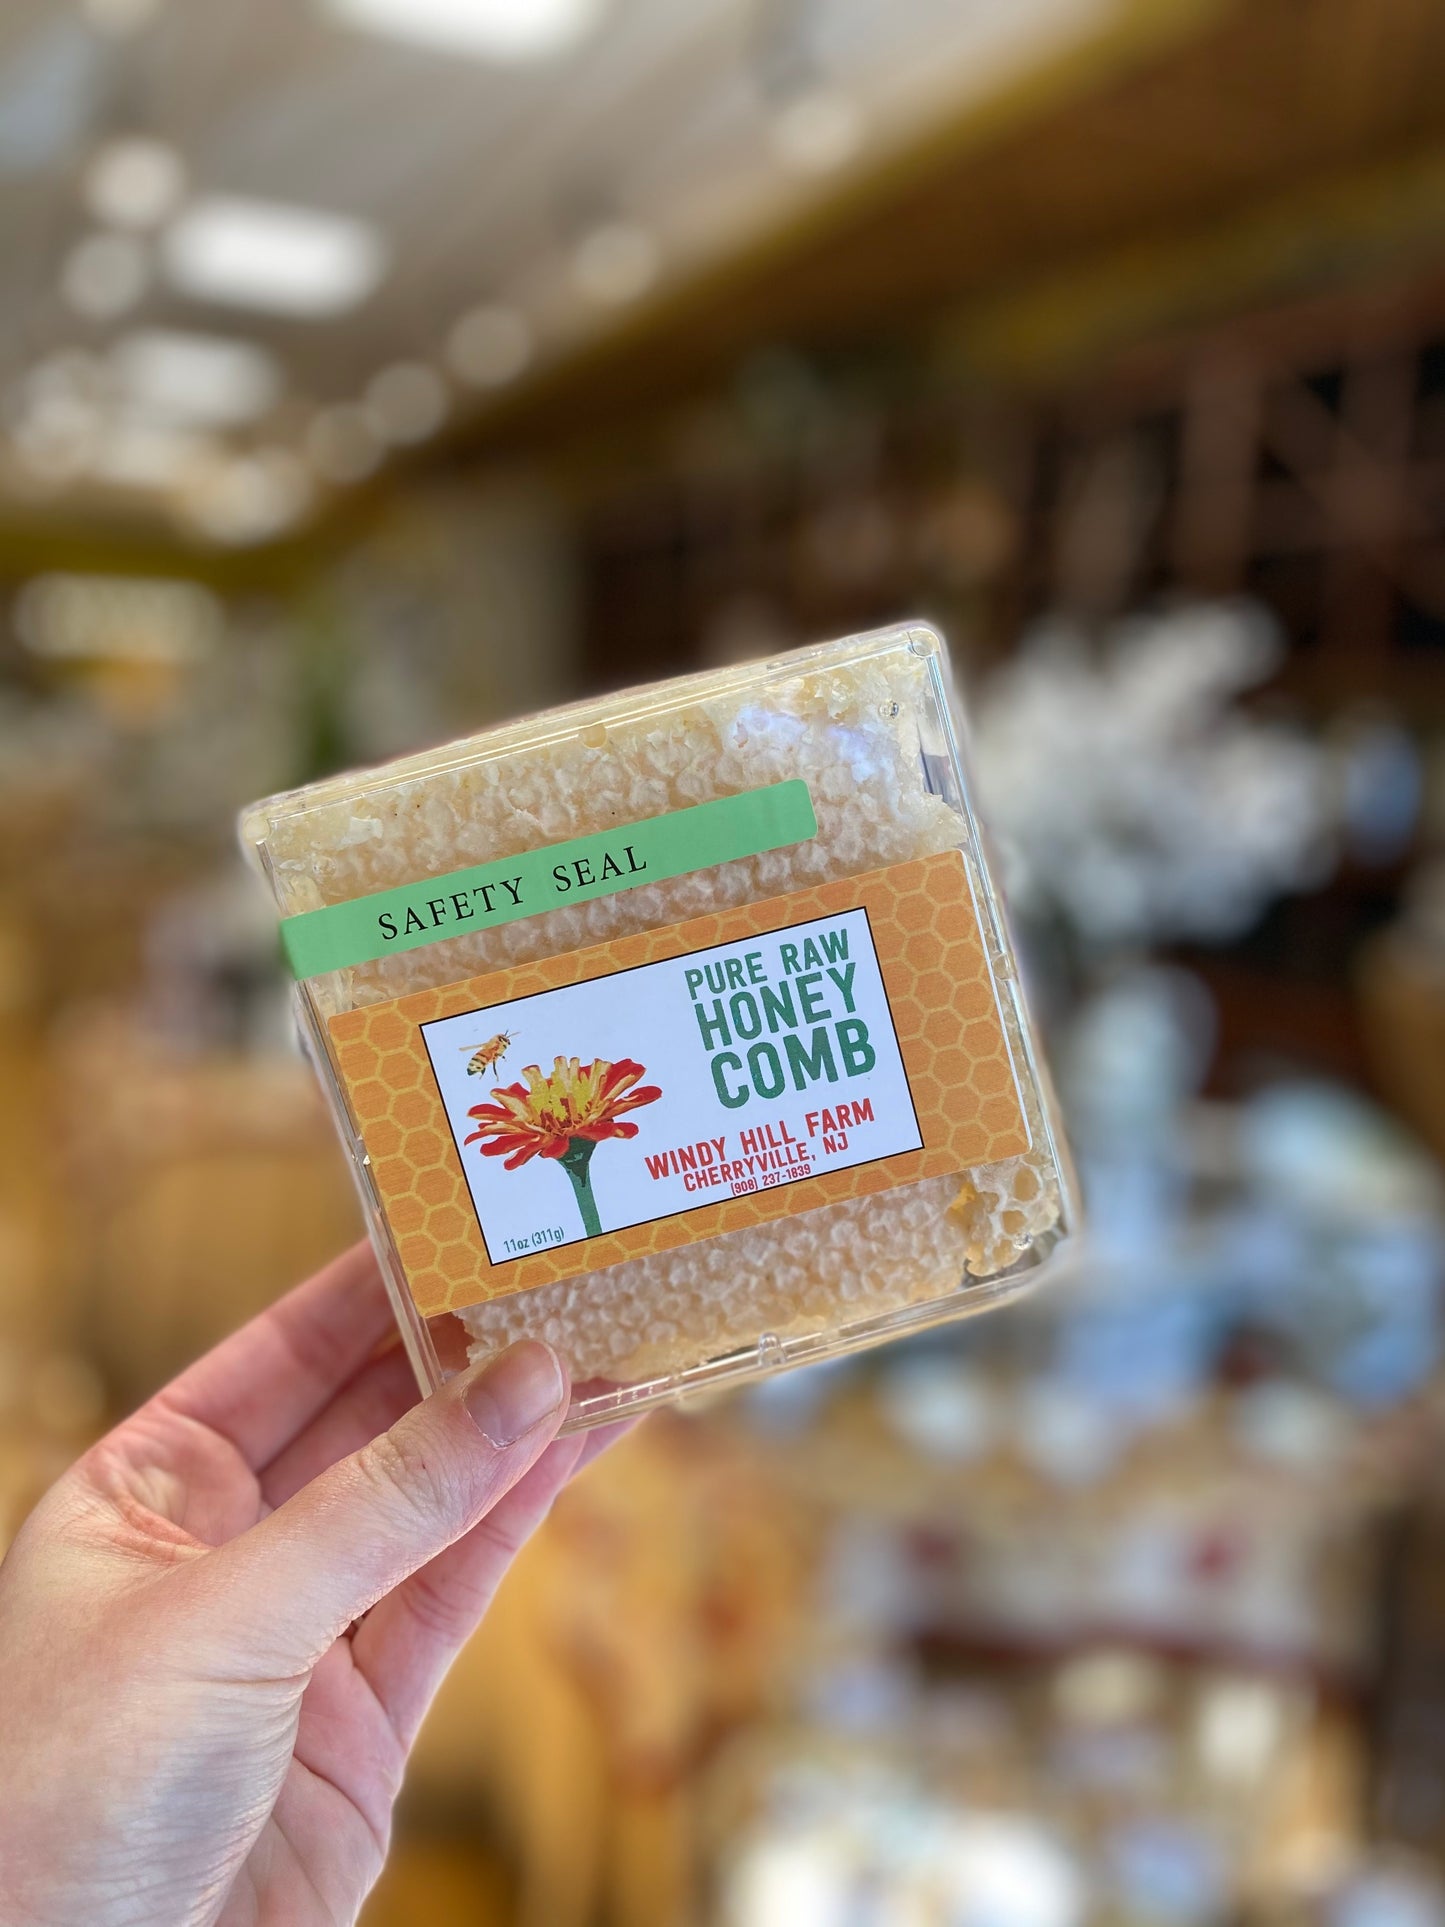 SAFETY SEAL
PURE RAW
HONEY
COMB
WINDY HILL FARM
CHERRYVILLE, NJ
(908) 237-1839
11oz (311g)